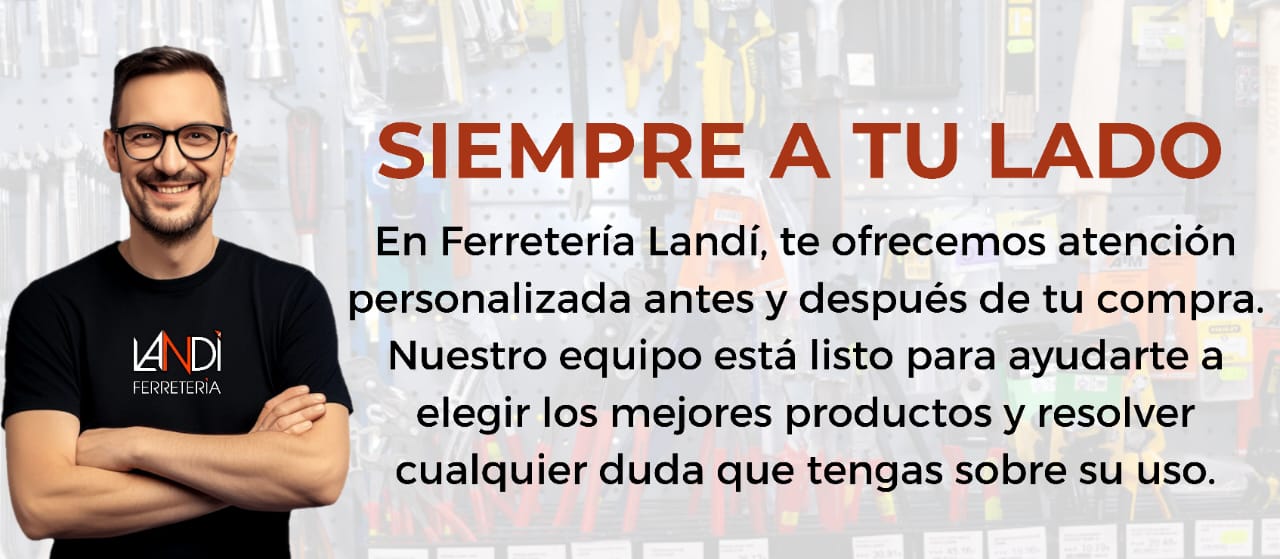 SIEMPRE A TU LADO
En Ferretería Landí, te ofrecemos atención
personalizada antes y después de tu compra.
Nuestro equipo está listo para ayudarte a
elegir los mejores productos y resolver
cualquier duda que tengas sobre su uso.
LANDÍ
FERRETERÍA